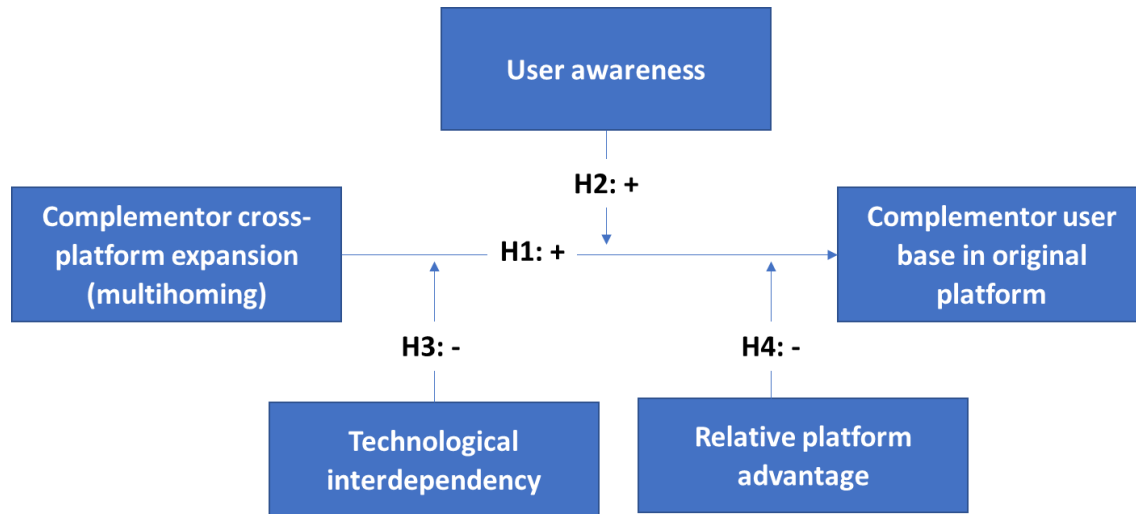 User awareness
H2: +
Complementor cross-
platform expansion
(multihoming)
H1: +
Complementor user
base in original
platform
H3: -
H4: -
Technological
interdependency
Relative platform
advantage